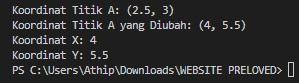 Koordinat Titik A: (2.5, 3)
Koordinat Titik A yang Diubah: (4, 5.5)
Koordinat X: 4
Koordinat Y: 5.5
PS C:\Users\Athip\Downloads\WEBSITE PRELOVED>